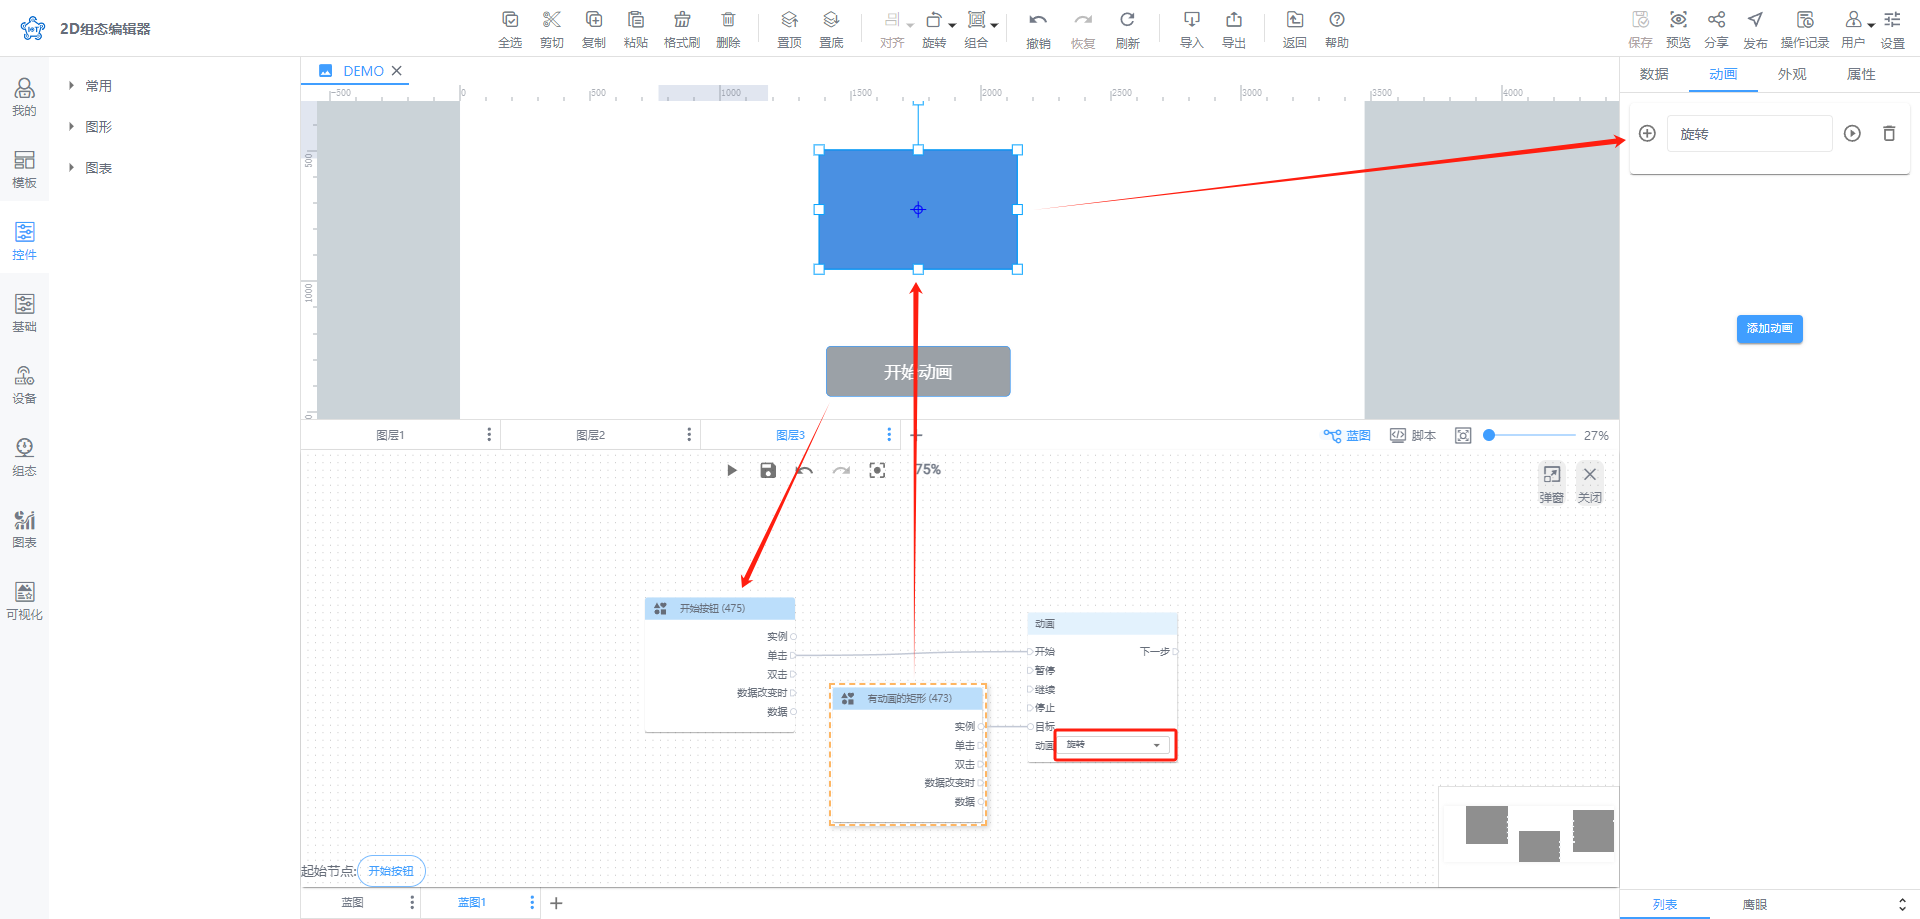 2D组态编辑器
全选 剪切 复制 粘贴 格式刷 删除 置顶 置底 对齐 旋转 组合 撤销 恢复 刷新 导入 导出 返回 帮助
保存 预览 分享 发布 操作记录 用户 设置
我的
模板
控件
基础
设备
组态
图表
可视化
常用
图形
图表
DEMO
-500 0 500 1000 1500 2000 2500 3000 3500 4000
500
1000
数据 动画 外观 属性
旋转
添加动画
开始动画
图层1 图层2 图层3
蓝图 脚本 27%
75%
弹窗 关闭
开始按钮 (475)
实例
单击
双击
数据改变时
数据
有动画的矩形 (473)
实例
单击
双击
数据改变时
数据
动画
开始 下一步
暂停
继续
停止
目标
动画 旋转
起始节点: 开始按钮
蓝图 蓝图1
列表 鹰眼